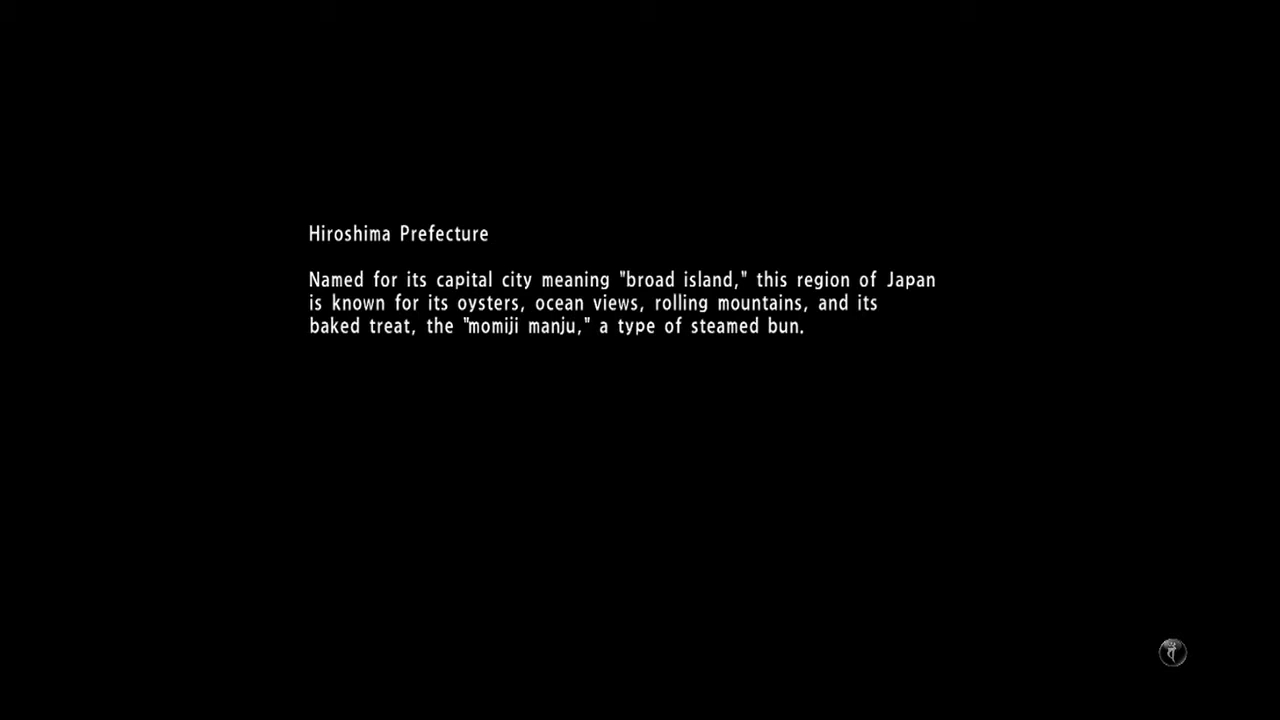 Hiroshima Prefecture
Named for its capital city meaning "broad island," this region of Japan
is known for its oysters, ocean views, rolling mountains, and its
baked treat, the "momiji manju," a type of steamed bun.